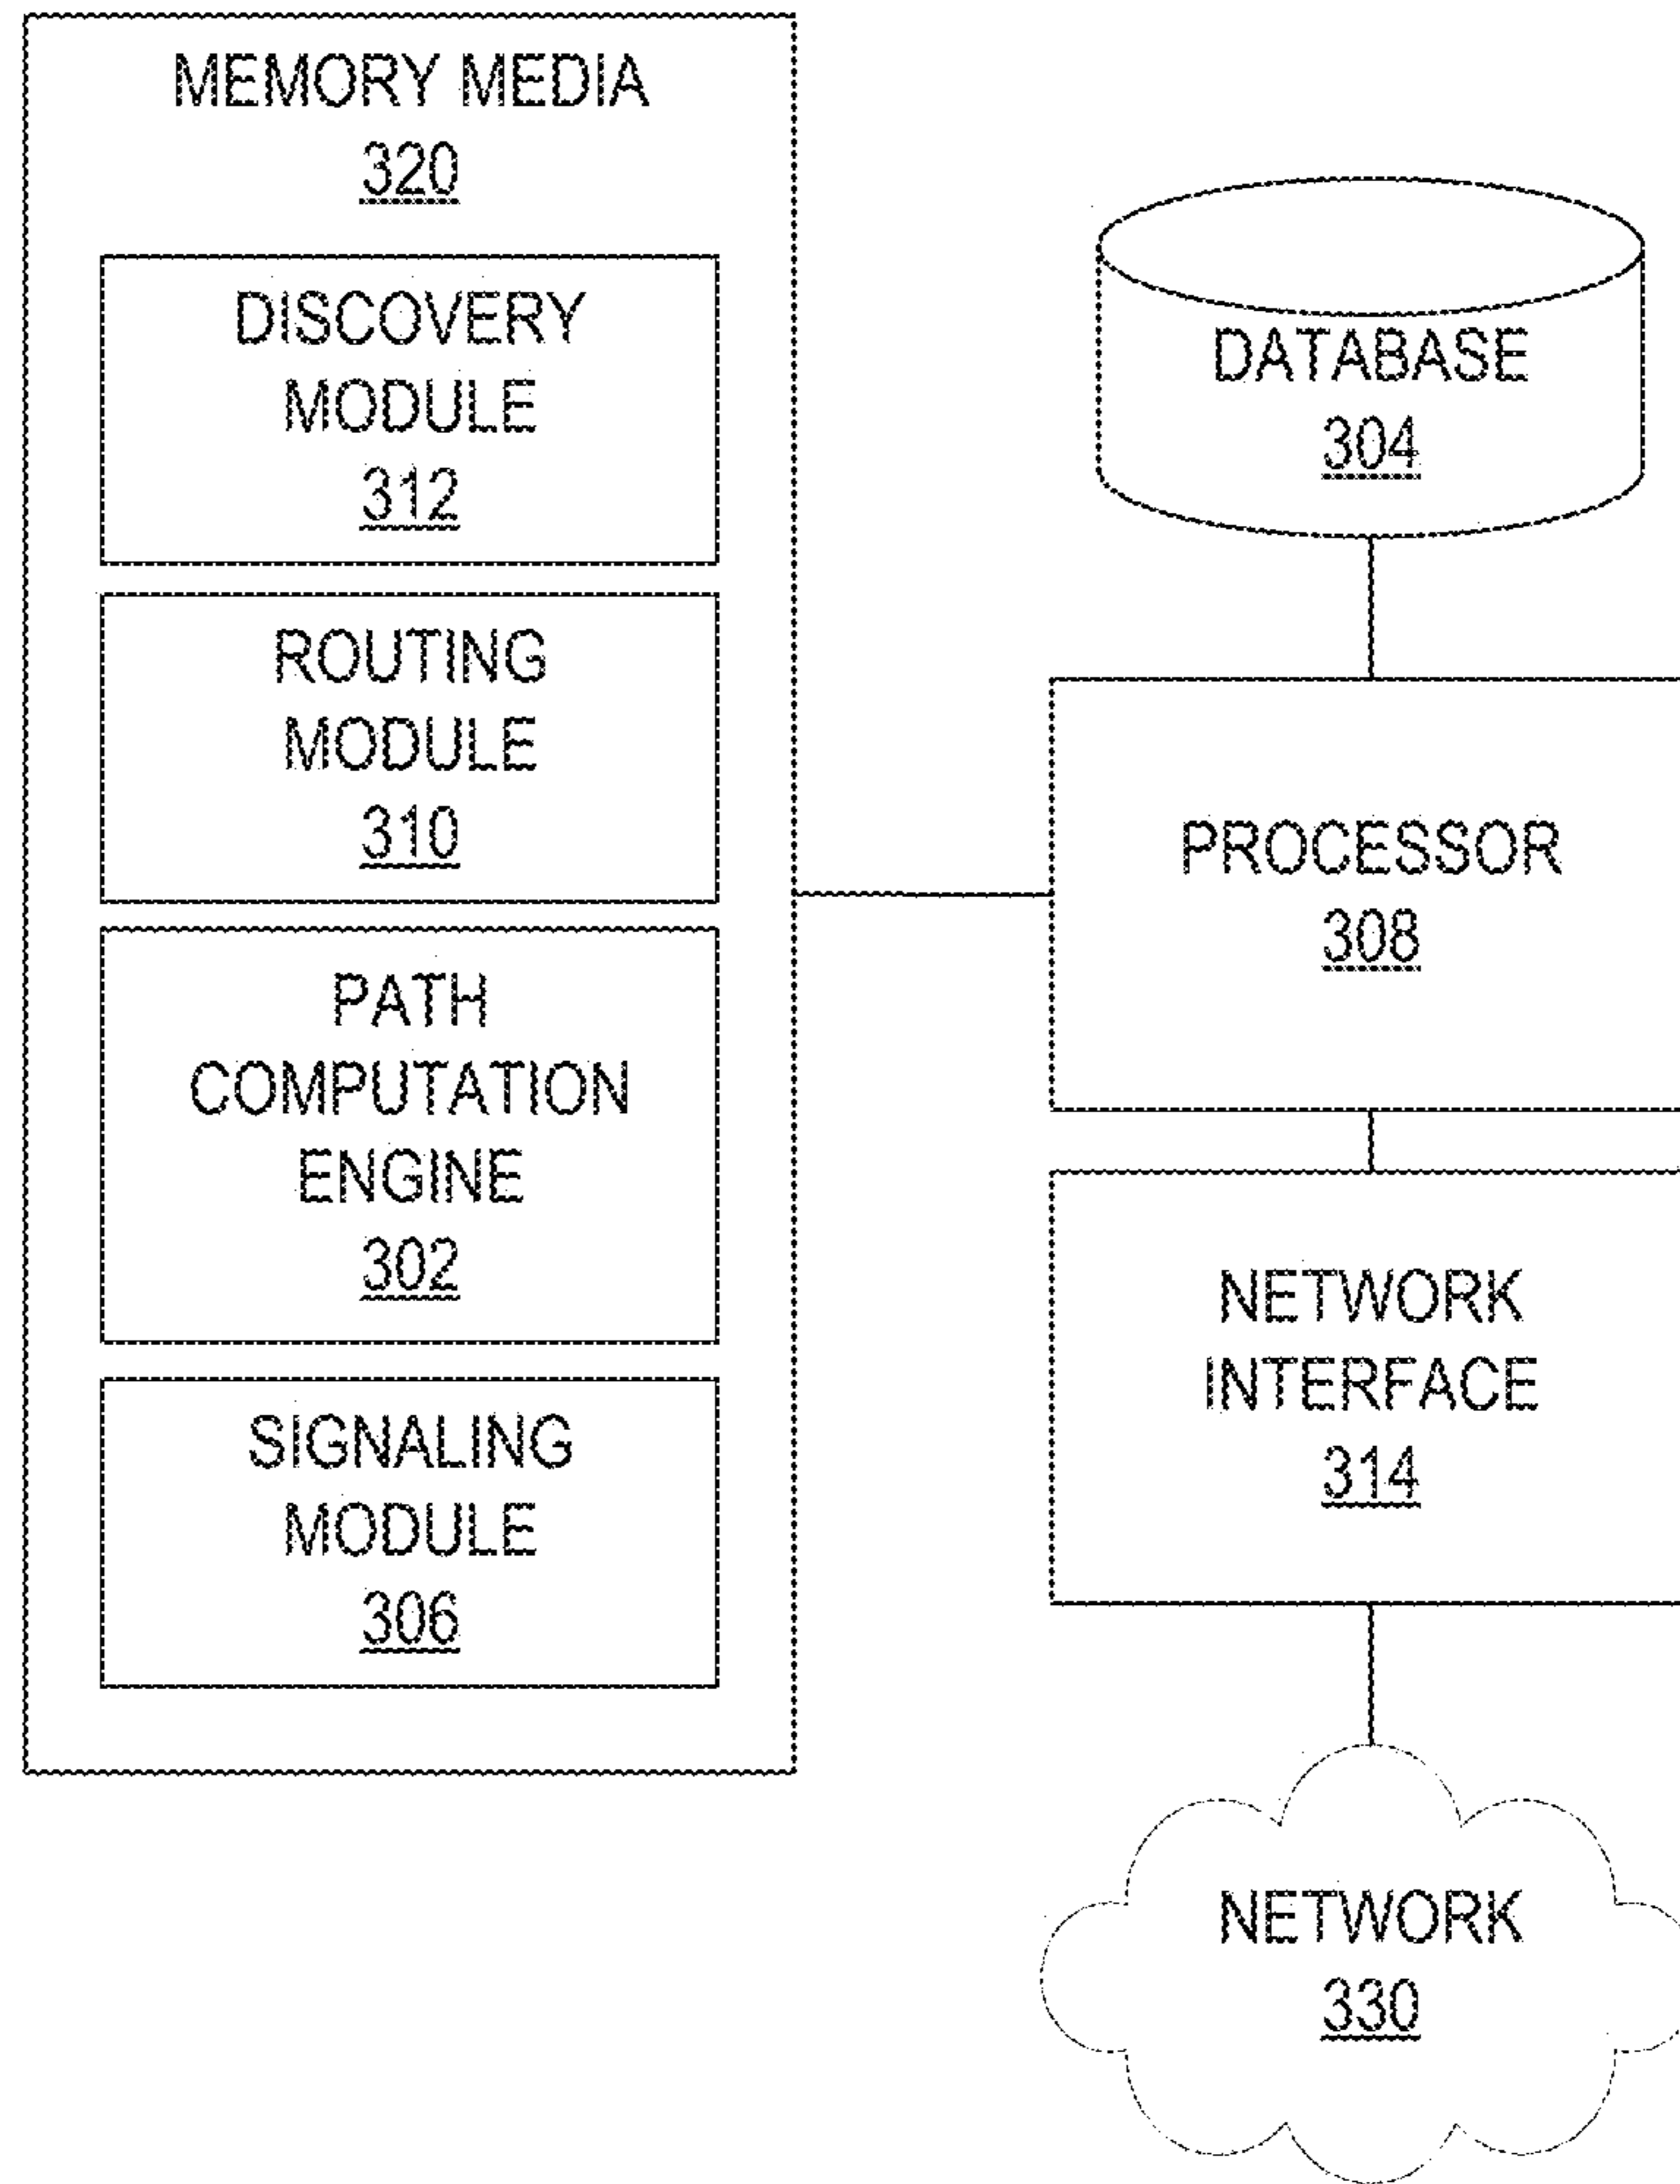 MEMORY MEDIA
320
DISCOVERY
MODULE
312
ROUTING
MODULE
310
PATH
COMPUTATION
ENGINE
302
SIGNALING
MODULE
306
DATABASE
304
PROCESSOR
308
NETWORK
INTERFACE
314
NETWORK
330